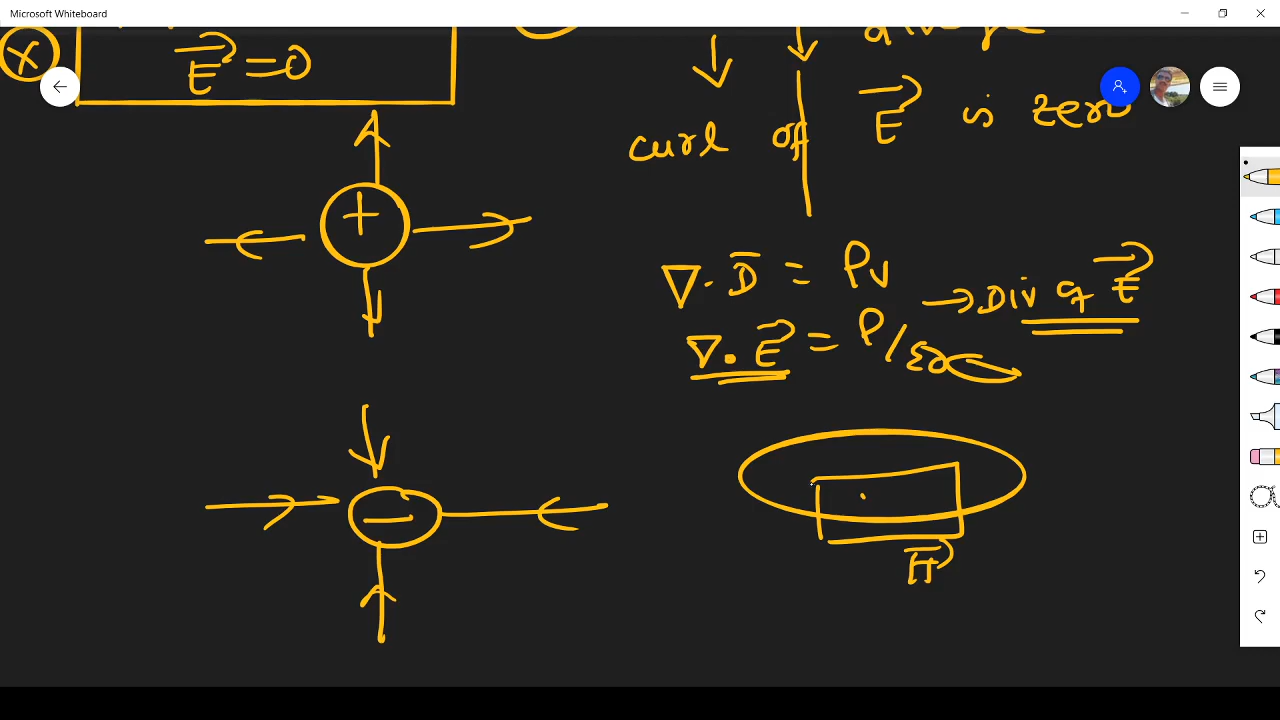 Microsoft Whiteboard
X
E⃗ = 0
curl of E⃗ is zero
+
∇ · D̅ = ρv
→ Div of E⃗
∇ · E⃗ = ρ/ε0
−
H⃗